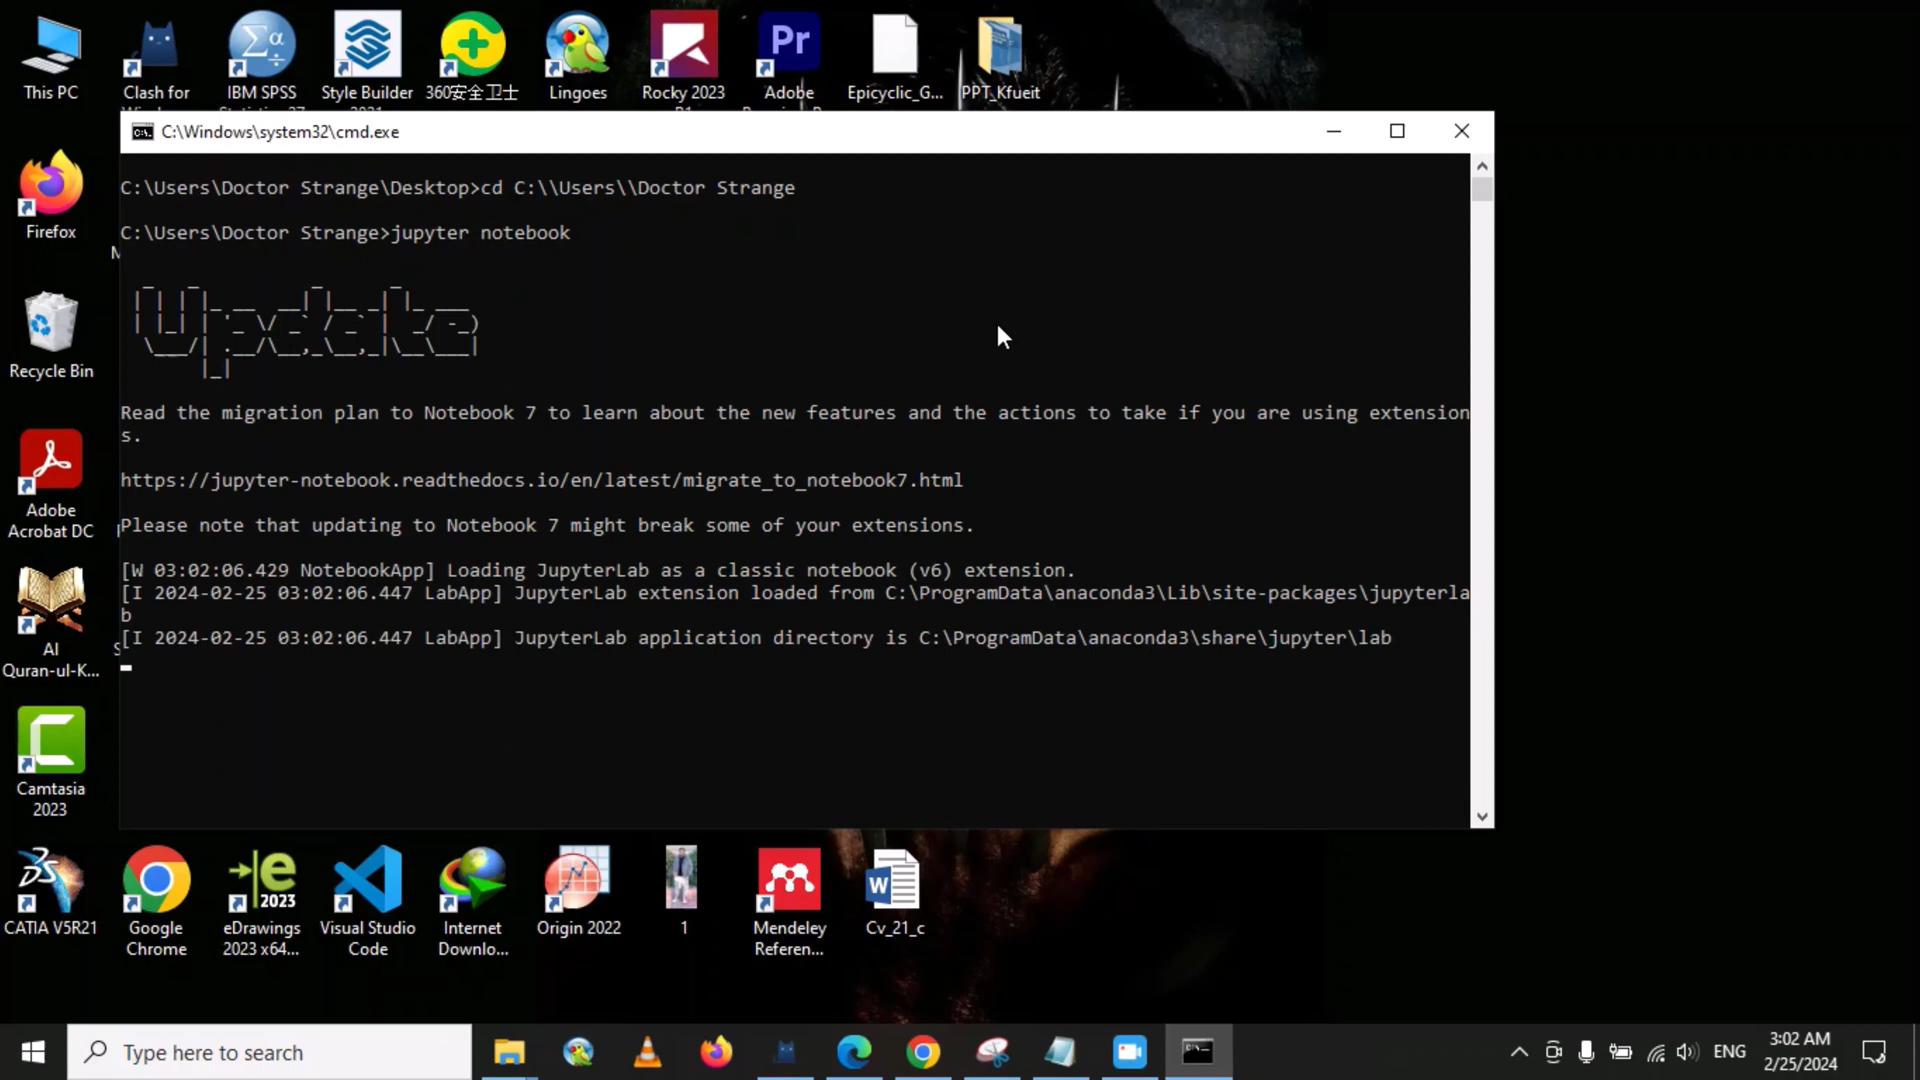 This PC
Clash for
IBM SPSS
Style Builder
360安全卫士
Lingoes
Rocky 2023
Pr
Adobe
Epicyclic_G...
PPT_Kfueit
C:\Windows\system32\cmd.exe
C:\Users\Doctor Strange\Desktop>cd C:\\Users\\Doctor Strange
C:\Users\Doctor Strange>jupyter notebook
Update
Read the migration plan to Notebook 7 to learn about the new features and the actions to take if you are using extension
s.
https://jupyter-notebook.readthedocs.io/en/latest/migrate_to_notebook7.html
Please note that updating to Notebook 7 might break some of your extensions.
[W 03:02:06.429 NotebookApp] Loading JupyterLab as a classic notebook (v6) extension.
[I 2024-02-25 03:02:06.447 LabApp] JupyterLab extension loaded from C:\ProgramData\anaconda3\Lib\site-packages\jupyterla
b
[I 2024-02-25 03:02:06.447 LabApp] JupyterLab application directory is C:\ProgramData\anaconda3\share\jupyter\lab
Firefox
Recycle Bin
Adobe
Acrobat DC
Al
Quran-ul-K...
Camtasia
2023
CATIA V5R21
Google
Chrome
e
2023
eDrawings
2023 x64...
Visual Studio
Code
Internet
Downlo...
Origin 2022
1
Mendeley
Referen...
W
Cv_21_c
Type here to search
ENG
3:02 AM
2/25/2024